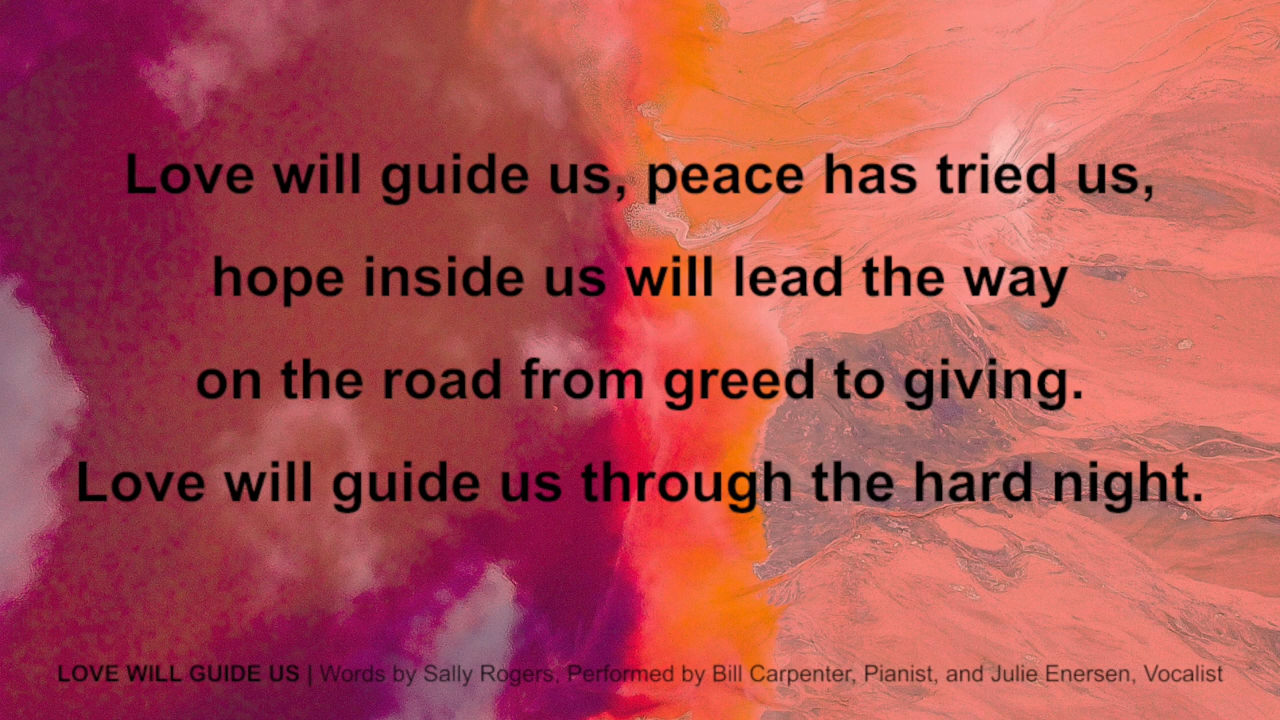 Love will guide us, peace has tried us,
hope inside us will lead the way
on the road from greed to giving.
Love will guide us through the hard night.
LOVE WILL GUIDE US | Words by Sally Rogers, Performed by Bill Carpenter, Pianist, and Julie Enersen, Vocalist